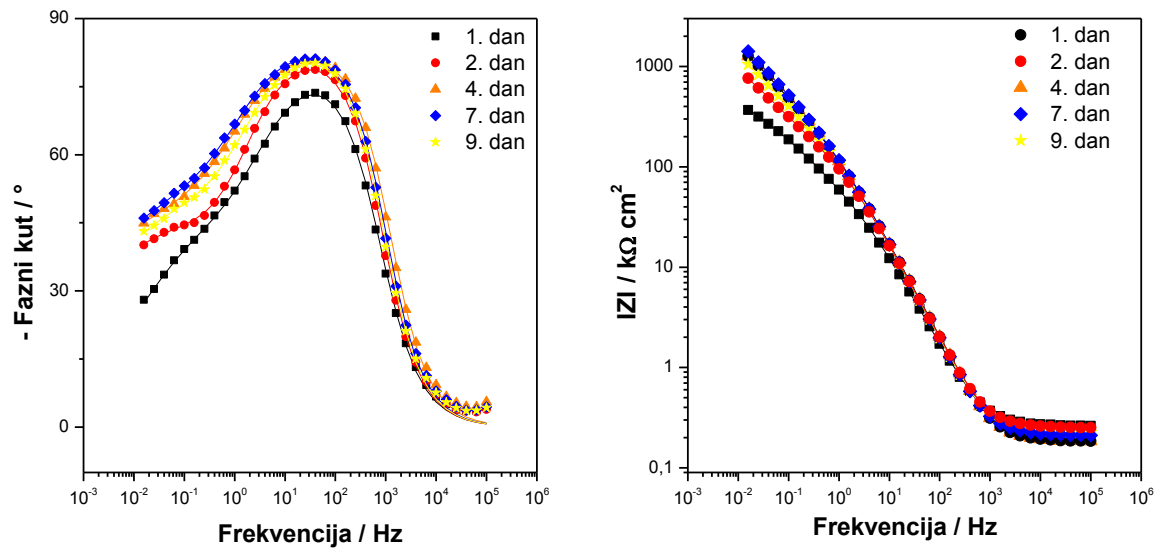 - Fazni kut / °
90
60
30
0
1. dan
2. dan
4. dan
7. dan
9. dan
10⁻³ 10⁻² 10⁻¹ 10⁰ 10¹ 10² 10³ 10⁴ 10⁵ 10⁶
Frekvencija / Hz
IZI / kΩ cm²
1000
100
10
1
0,1
1. dan
2. dan
4. dan
7. dan
9. dan
10⁻³ 10⁻² 10⁻¹ 10⁰ 10¹ 10² 10³ 10⁴ 10⁵ 10⁶
Frekvencija / Hz